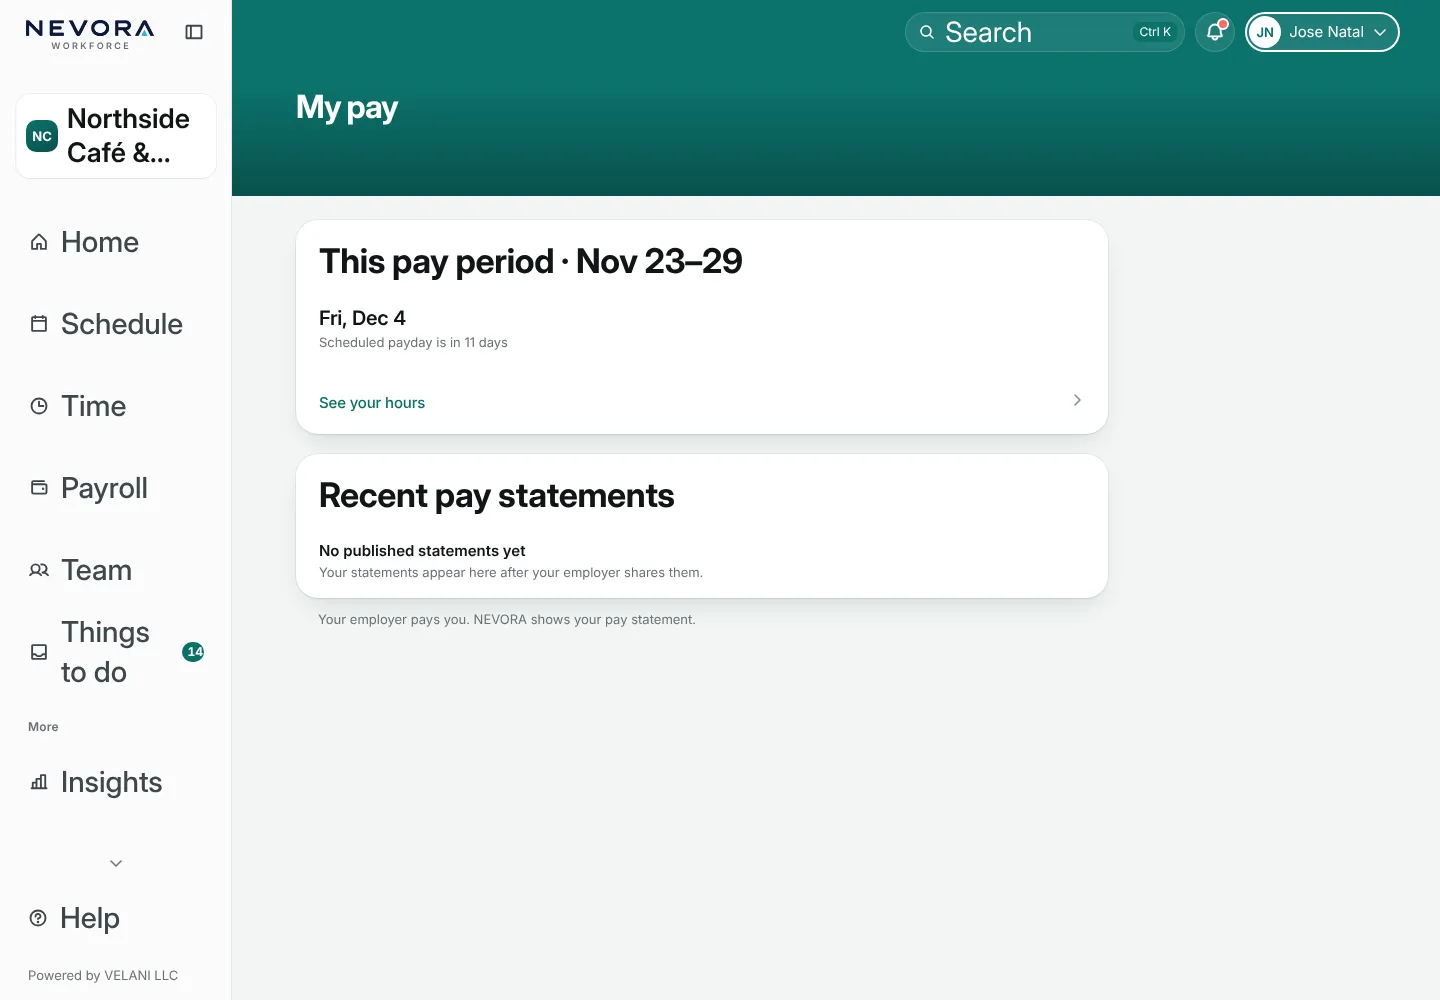 NEVORA
WORKFORCE
NC
Northside
Café &...
Home
Schedule
Time
Payroll
Team
Things
to do
14
More
Insights
Help
Powered by VELANI LLC
Search
Ctrl K
JN
Jose Natal
My pay
This pay period · Nov 23–29
Fri, Dec 4
Scheduled payday is in 11 days
See your hours
Recent pay statements
No published statements yet
Your statements appear here after your employer shares them.
Your employer pays you. NEVORA shows your pay statement.